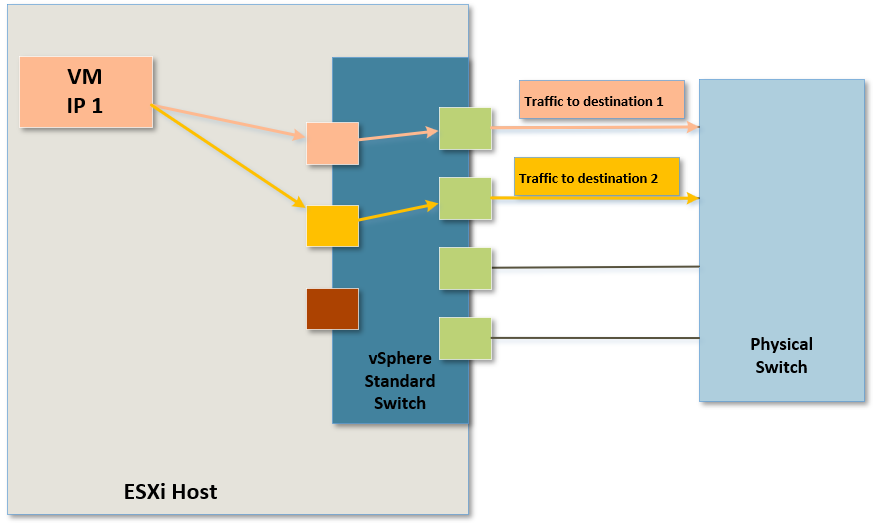 VM
IP 1
Traffic to destination 1
Traffic to destination 2
vSphere
Standard
Switch
Physical
Switch
ESXi Host